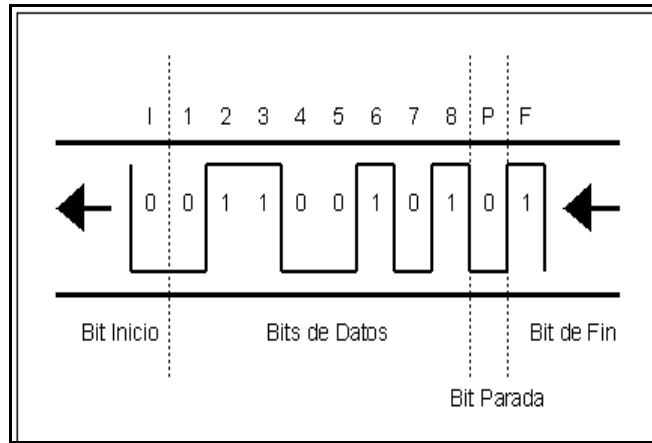 I 1 2 3 4 5 6 7 8 P F
0 0 1 1 0 0 1 0 1 0 1
Bit Inicio Bits de Datos Bit de Fin
Bit Parada